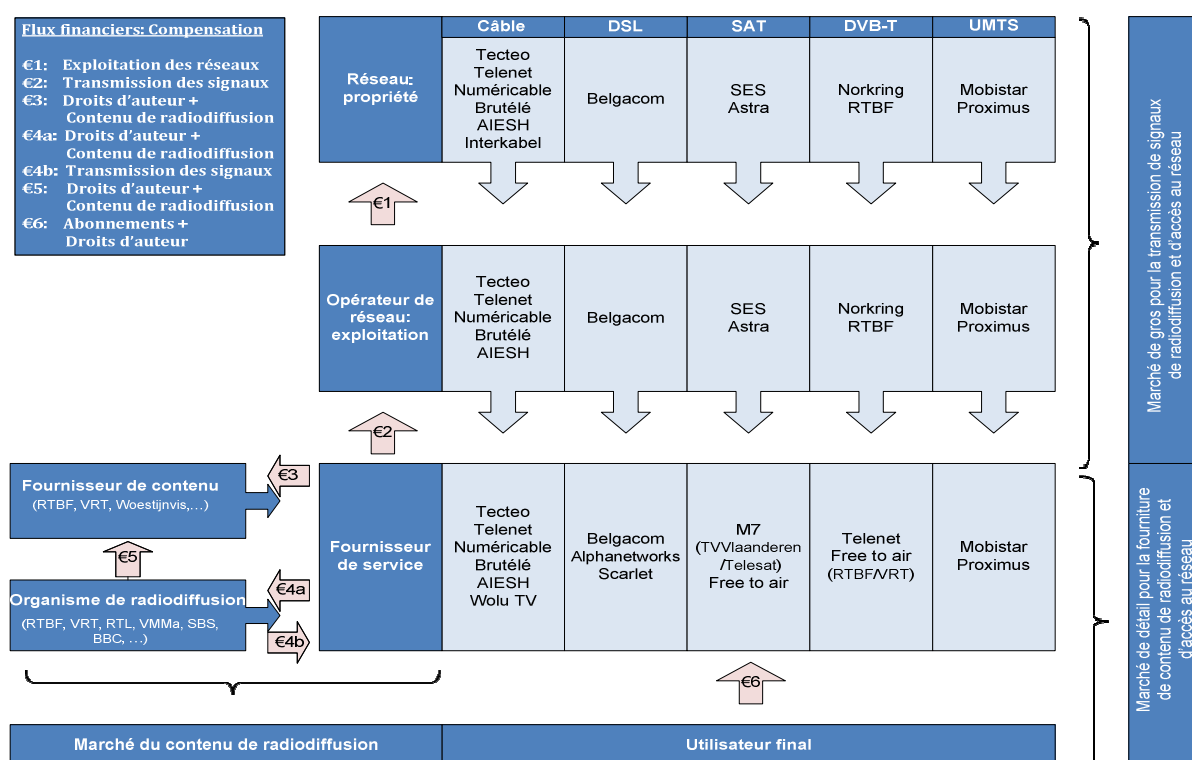 Flux financiers: Compensation
€1: Exploitation des réseaux
€2: Transmission des signaux
€3: Droits d'auteur +
Contenu de radiodiffusion
€4a: Droits d'auteur +
Contenu de radiodiffusion
€4b: Transmission des signaux
€5: Droits d'auteur +
Contenu de radiodiffusion
€6: Abonnements +
Droits d'auteur
Câble
DSL
SAT
DVB-T
UMTS
Réseau:
propriété
Tecteo
Telenet
Numéricable
Brutélé
AIESH
Interkabel
Belgacom
SES
Astra
Norkring
RTBF
Mobistar
Proximus
€1
Opérateur de
réseau:
exploitation
Tecteo
Telenet
Numéricable
Brutélé
AIESH
Belgacom
SES
Astra
Norkring
RTBF
Mobistar
Proximus
€2
Marché de gros pour la transmission de signaux
de radiodiffusion et d'accès au réseau
Fournisseur de contenu
(RTBF, VRT, Woestijnvis,...)
€3
€5
Organisme de radiodiffusion
(RTBF, VRT, RTL, VMMa, SBS,
BBC, ...)
€4a
€4b
Fournisseur
de service
Tecteo
Telenet
Numéricable
Brutélé
AIESH
Wolu TV
Belgacom
Alphanetworks
Scarlet
M7
(TVVlaanderen
/Telesat)
Free to air
Telenet
Free to air
(RTBF/VRT)
Mobistar
Proximus
€6
Marché de détail pour la fourniture
de contenu de radiodiffusion et
d'accès au réseau
Marché du contenu de radiodiffusion
Utilisateur final